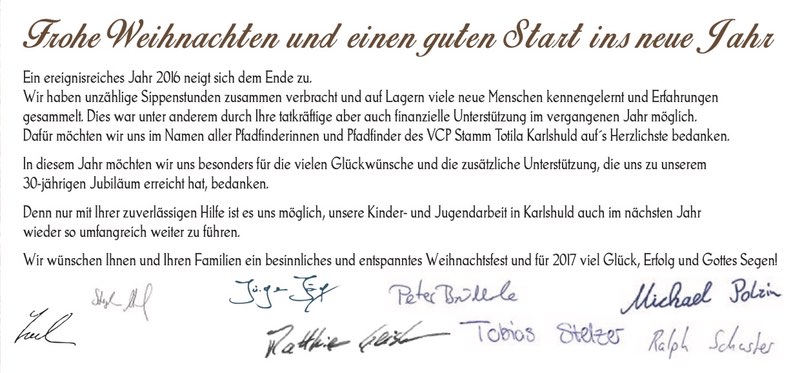 Frohe Weihnachten und einen guten Start ins neue Jahr
Ein ereignisreiches Jahr 2016 neigt sich dem Ende zu.
Wir haben unzählige Sippenstunden zusammen verbracht und auf Lagern viele neue Menschen kennengelernt und Erfahrungen
gesammelt. Dies war unter anderem durch Ihre tatkräftige aber auch finanzielle Unterstützung im vergangenen Jahr möglich.
Dafür möchten wir uns im Namen aller Pfadfinderinnen und Pfadfinder des VCP Stamm Totila Karlshuld auf´s Herzlichste bedanken.
In diesem Jahr möchten wir uns besonders für die vielen Glückwünsche und die zusätzliche Unterstützung, die uns zu unserem
30-jährigen Jubiläum erreicht hat, bedanken.
Denn nur mit Ihrer zuverlässigen Hilfe ist es uns möglich, unsere Kinder- und Jugendarbeit in Karlshuld auch im nächsten Jahr
wieder so umfangreich weiter zu führen.
Wir wünschen Ihnen und Ihren Familien ein besinnliches und entspanntes Weihnachtsfest und für 2017 viel Glück, Erfolg und Gottes Segen!
Jürgen Peter Michael Polzin
Tobias Stelzer Ralph Schuster